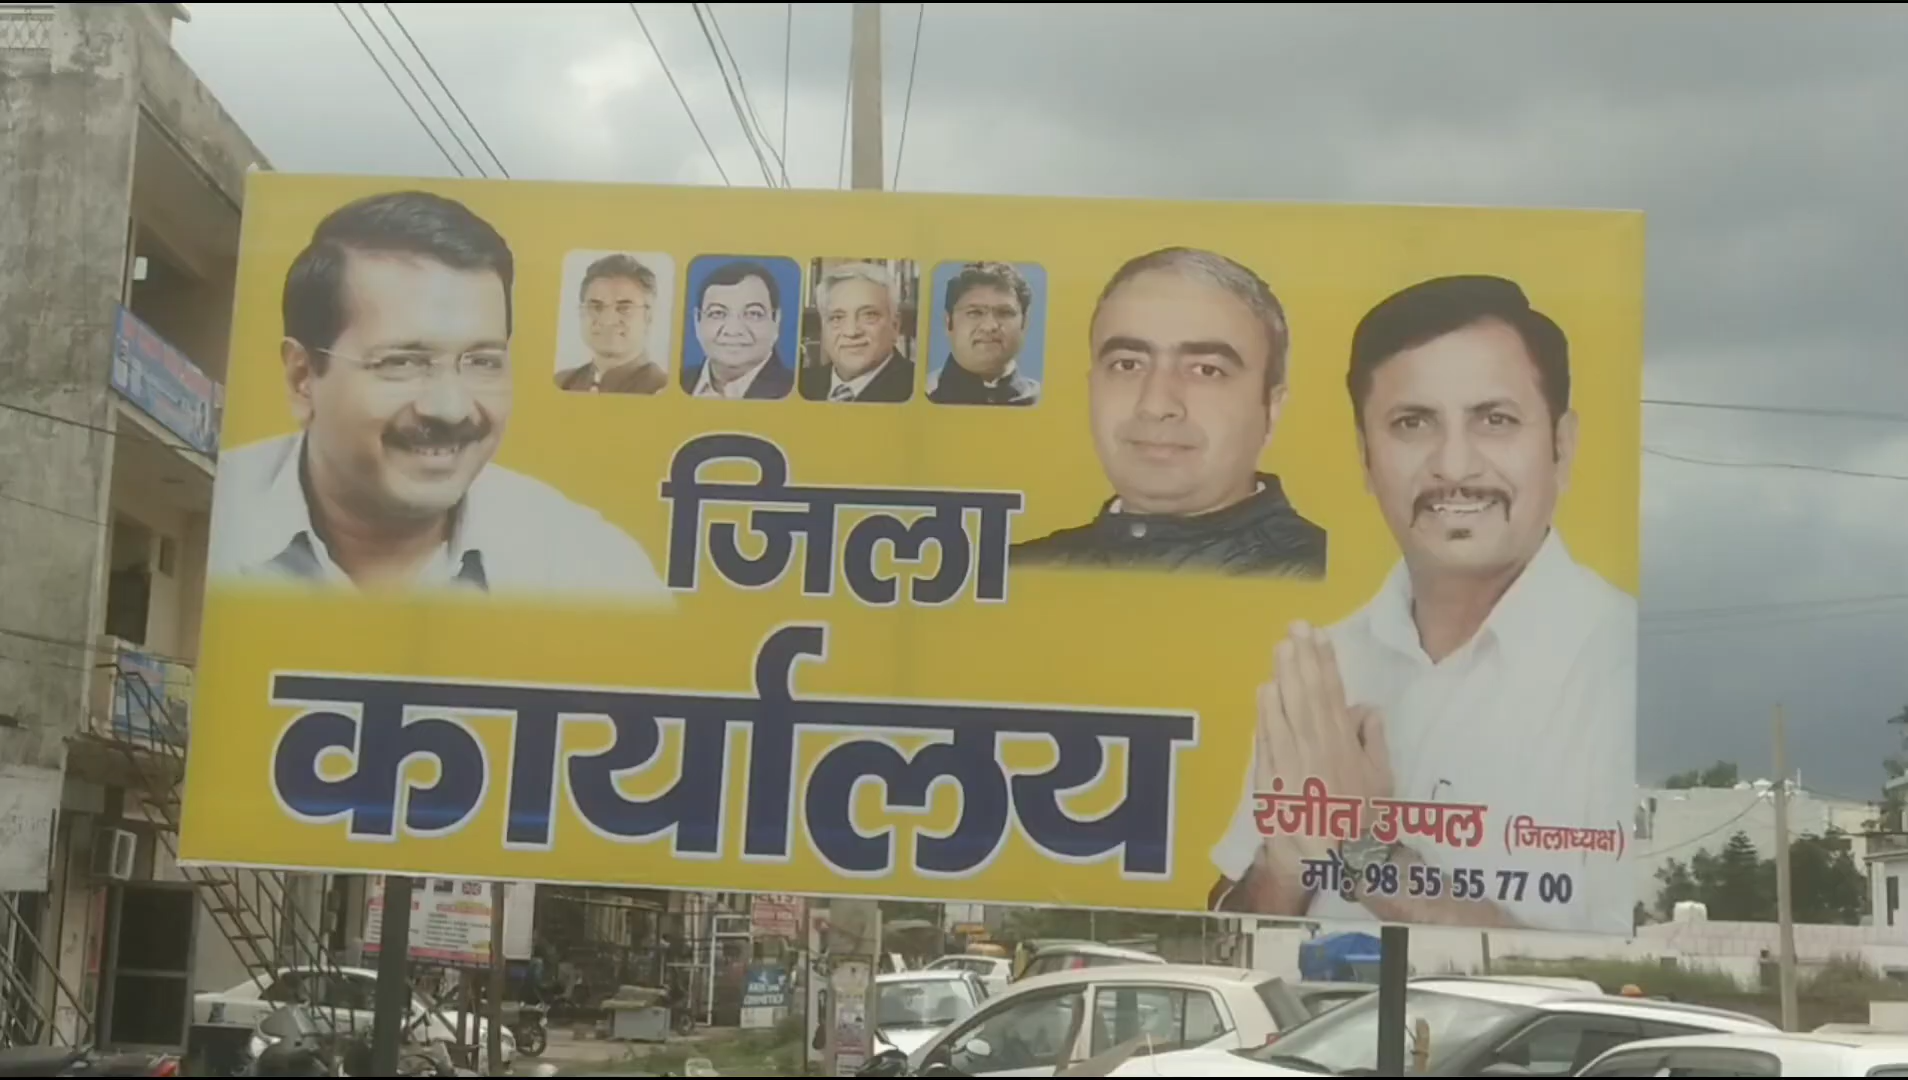 जिला
कार्यालय
रंजीत उप्पल (जिलाध्यक्ष)
मो: 98 55 55 77 00